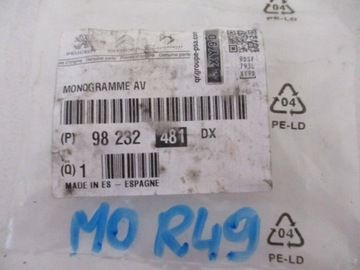 PEUGEOT
MONOGRAMME AV
(P) 98 232 481 DX
(Q) 1
MADE IN ES - ESPAGNE
MO R49
04
PE-LD
04
PE-LD
04
PE-LD